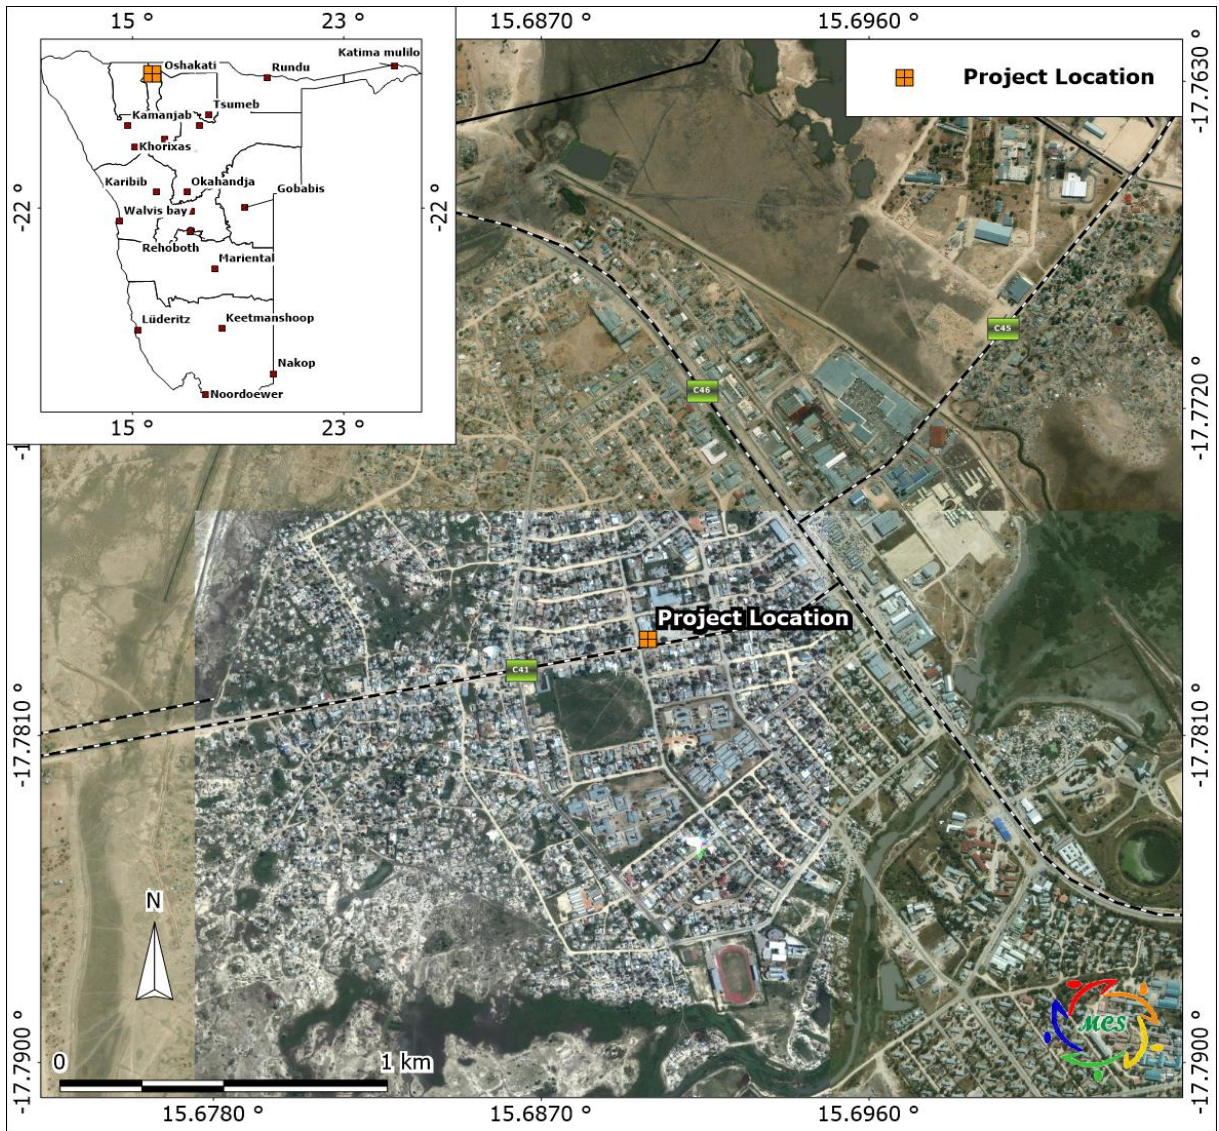 15 °
23 °
15.6870 °
15.6960 °
Project Location
-17.7630 °
Katima mulilo
Oshakati
Rundu
Tsumeb
Kamanjab
Khorixas
Karibib
Okahandja
Gobabis
-22 °
-22 °
Walvis bay
Rehoboth
Mariental
Lüderitz
Keetmanshoop
Nakop
Noordoewer
15 °
23 °
C45
C46
-17.7720 °
Project Location
C41
-17.7810 °
-17.7810 °
N
MES
0
1 km
-17.7900 °
-17.7900 °
15.6780 °
15.6870 °
15.6960 °